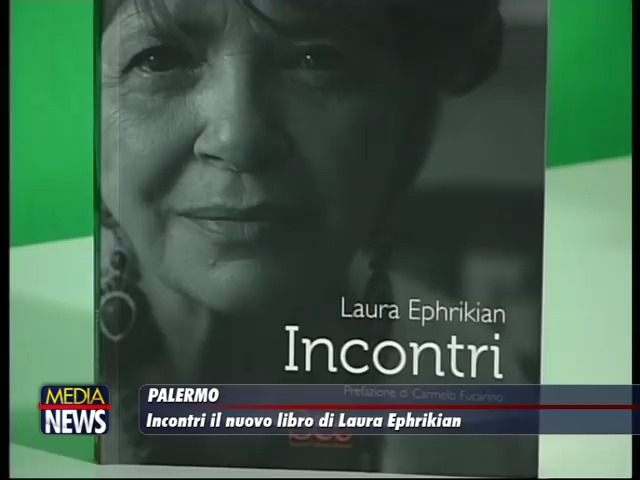 Laura Ephrikian
Incontri
Prefazione di Carmelo Fucarino
MEDIA
NEWS
PALERMO
Incontri il nuovo libro di Laura Ephrikian